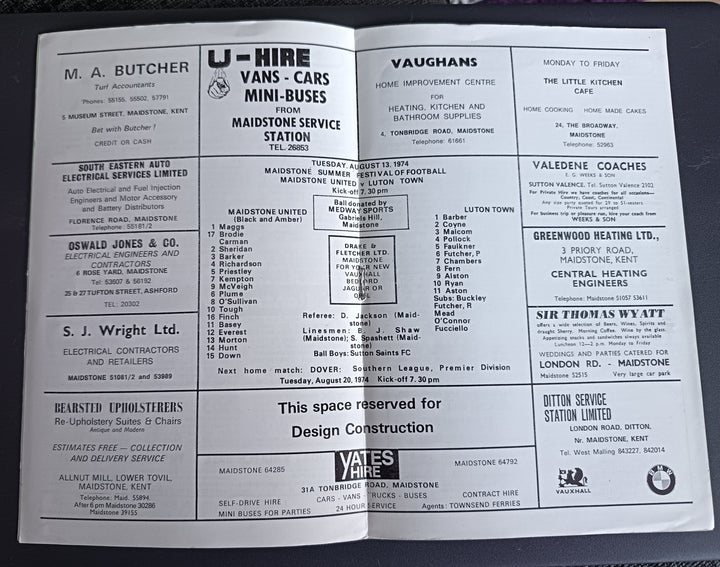 M. A. BUTCHER
Turf Accountants
Phones: 55155, 55502, 57791
5 MUSEUM STREET, MAIDSTONE, KENT
Bet with Butcher!
CREDIT OR CASH
SOUTH EASTERN AUTO
ELECTRICAL SERVICES LIMITED
Auto Electrical and Fuel Injection
Engineers and Motor Accessory
and Battery Distributors
FLORENCE ROAD, MAIDSTONE
Telephone: 55181/2
OSWALD JONES & CO.
ELECTRICAL ENGINEERS AND
CONTRACTORS
6 ROSE YARD, MAIDSTONE
Tel: 53607 & 56192
25 & 27 TUFTON STREET, ASHFORD
TEL: 20302
S. J. Wright Ltd.
ELECTRICAL CONTRACTORS
AND RETAILERS
MAIDSTONE 51081/2 and 53989
BEARSTED UPHOLSTERERS
Re-Upholstery Suites & Chairs
Antique and Modern
ESTIMATES FREE — COLLECTION
AND DELIVERY SERVICE
ALLNUT MILL, LOWER TOVIL,
MAIDSTONE, KENT
Telephone: Maid. 55894.
After 6 pm Maidstone 30286
Maidstone 39155
U-HIRE
VANS - CARS
MINI-BUSES
FROM
MAIDSTONE SERVICE
STATION
TEL. 26853
VAUGHANS
HOME IMPROVEMENT CENTRE
FOR
HEATING, KITCHEN AND
BATHROOM SUPPLIES
4, TONBRIDGE ROAD, MAIDSTONE
Telephone: 61661
TUESDAY, AUGUST 13, 1974
MAIDSTONE SUMMER FESTIVAL OF FOOTBALL
MAIDSTONE UNITED v LUTON TOWN
Kick-off 7.30 pm
MAIDSTONE UNITED
(Black and Amber)
1 Maggs
17 Brodie
Carman
2 Sheridan
3 Barker
4 Richardson
5 Priestley
7 Kempton
9 McVeigh
6 Plume
8 O'Sullivan
10 Tough
16 Finch
11 Basey
12 Everest
13 Morton
14 Hunt
15 Down
Ball donated by
MEDWAY SPORTS
Gabriels Hill,
Maidstone
DRAKE &
FLETCHER LTD.
MAIDSTONE
FOR YOUR NEW
VAUXHALL
BEDFORD
JAGUAR OR
OPEL
LUTON TOWN
1 Barber
2 Coyne
3 Malcom
4 Pollock
5 Faulkner
6 Futcher, P
7 Chambers
8 Fern
9 Alston
10 Ryan
11 Aston
Subs: Buckley
Futcher, R
Mead
O'Connor
Fucciello
Referee: D. Jackson (Maid-
stone)
Linesmen: B. J. Shaw
(Maidstone); S. Spashett (Maid-
stone)
Ball Boys: Sutton Saints FC
Next home match: DOVER: Southern League, Premier Division
Tuesday, August 20, 1974 Kick-off 7.30 pm
This space reserved for
Design Construction
YATES
HIRE
MAIDSTONE 64285
MAIDSTONE 64792
31A TONBRIDGE ROAD, MAIDSTONE
SELF-DRIVE HIRE
CARS - VANS - TRUCKS - BUSES
CONTRACT HIRE
MINI BUSES FOR PARTIES
24 HOUR SERVICE
Agents: TOWNSEND FERRIES
MONDAY TO FRIDAY
THE LITTLE KITCHEN
CAFE
HOME COOKING HOME MADE CAKES
24, THE BROADWAY,
MAIDSTONE
Telephone: 52963
VALEDENE COACHES
E. G. WEEKS & SON
SUTTON VALENCE. Tel. Sutton Valence 2102
For Private Hire we have coaches for all occasions—
Country, Coast, Continental
Any size party quoted for 29 to 51-seaters
Private Tours arranged
For business trip or pleasure run, hire your coach from
WEEKS & SON
GREENWOOD HEATING LTD.,
3 PRIORY ROAD,
MAIDSTONE, KENT
CENTRAL HEATING
ENGINEERS
Telephone: Maidstone 51057 53611
SIR THOMAS WYATT
offers a wide selection of Beers, Wines, Spirits and
draught Sherry. Morning Coffee. Wine by the glass.
Appetising snacks and sandwiches always available
Luncheon 12—2 p.m. Monday to Friday
WEDDINGS AND PARTIES CATERED FOR
LONDON RD. - MAIDSTONE
Maidstone 52515 Very large car park
DITTON SERVICE
STATION LIMITED
LONDON ROAD, DITTON,
Nr. MAIDSTONE, KENT
Tel. West Malling 843227, 842014
VAUXHALL
BMW